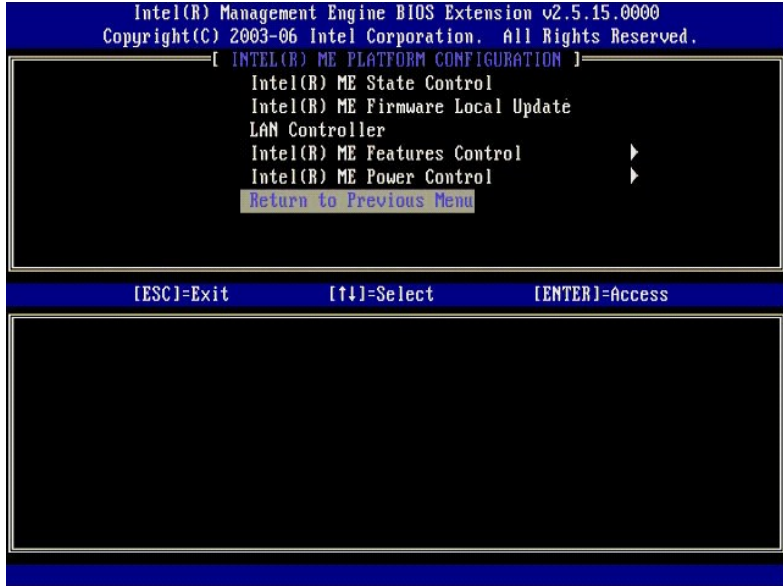 Intel(R) Management Engine BIOS Extension v2.5.15.0000
Copyright(C) 2003-06 Intel Corporation. All Rights Reserved.
[ INTEL(R) ME PLATFORM CONFIGURATION ]
Intel(R) ME State Control
Intel(R) ME Firmware Local Update
LAN Controller
Intel(R) ME Features Control ►
Intel(R) ME Power Control ►
Return to Previous Menu
[ESC]=Exit [↑↓]=Select [ENTER]=Access